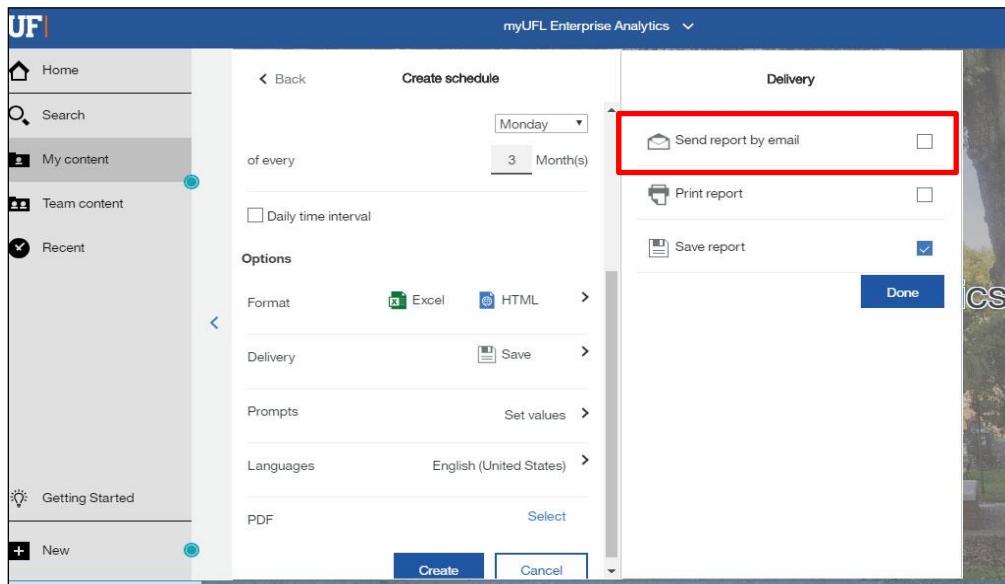 UF
myUFL Enterprise Analytics
Home
Search
My content
Team content
Recent
Getting Started
New
Back
Create schedule
Monday
of every 3 Month(s)
Daily time interval
Options
Format Excel HTML
Delivery Save
Prompts Set values
Languages English (United States)
PDF Select
Create Cancel
Delivery
Send report by email
Print report
Save report
Done
cs